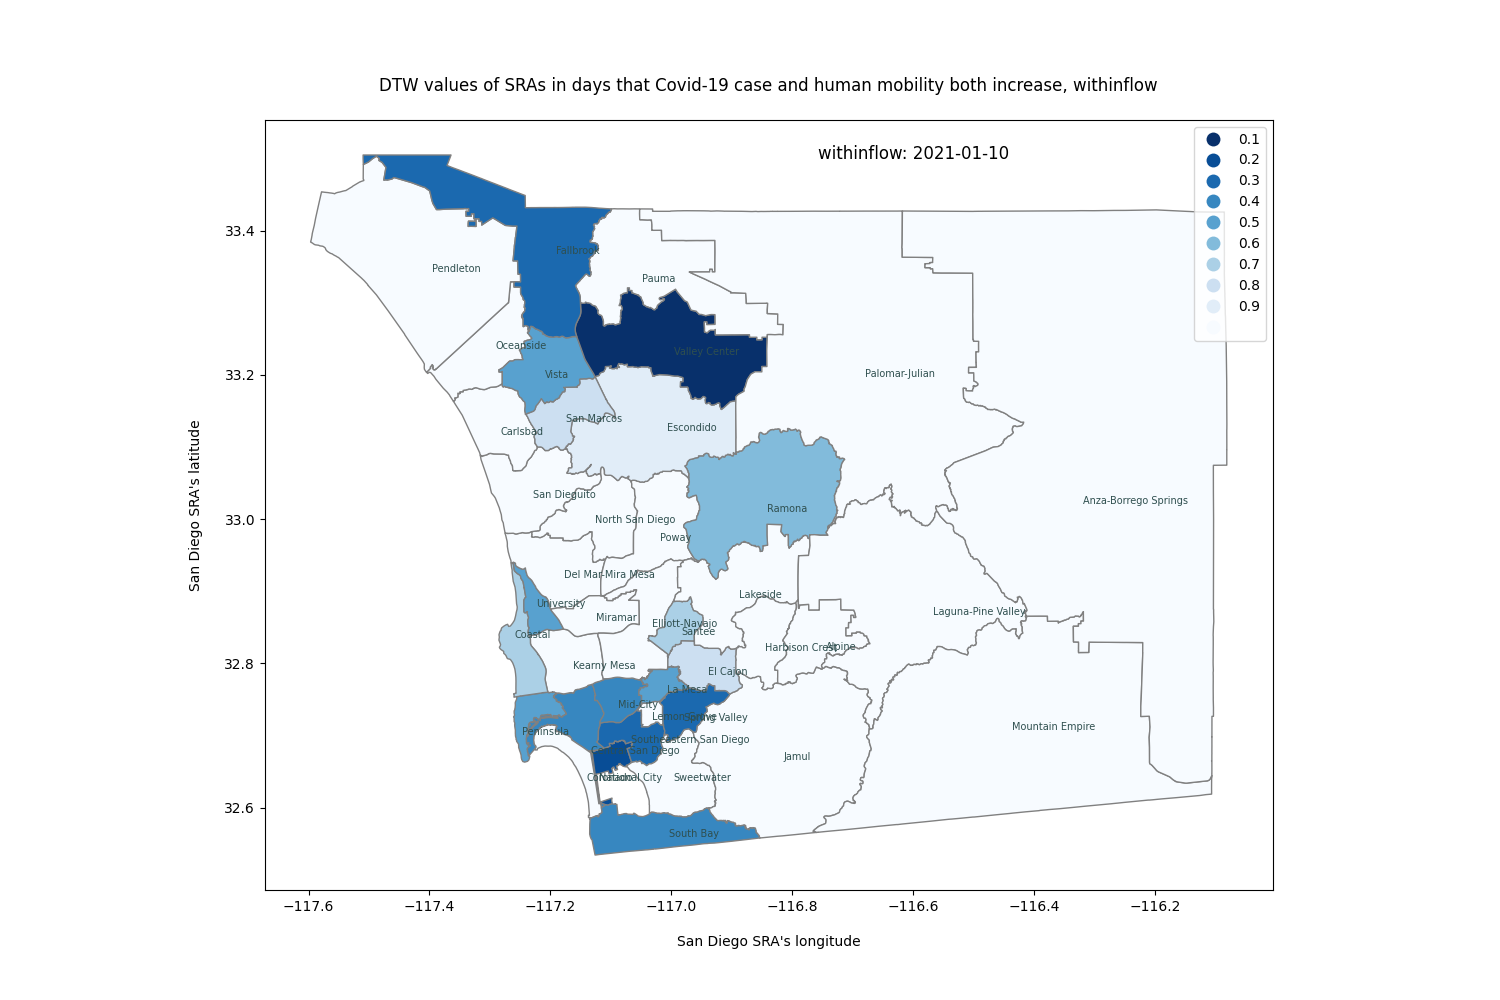 DTW values of SRAs in days that Covid-19 case and human mobility both increase, withinflow
withinflow: 2021-01-10
0.1
0.2
0.3
0.4
0.5
0.6
0.7
0.8
0.9
33.4
33.2
33.0
32.8
32.6
San Diego SRA's latitude
Fallbrook
Pendleton
Pauma
Oceanside
Valley Center
Vista
Palomar-Julian
San Marcos
Carlsbad
Escondido
San Dieguito
Anza-Borrego Springs
Ramona
North San Diego
Poway
Del Mar-Mira Mesa
Lakeside
University
Laguna-Pine Valley
Miramar
Elliott-Navajo
Santee
Coastal
Harbison Crest
Alpine
Kearny Mesa
El Cajon
La Mesa
Mid-City
Lemon Grove
Spring Valley
Mountain Empire
Peninsula
Southeastern San Diego
Central San Diego
Jamul
Coronado
National City
Sweetwater
South Bay
−117.6
−117.4
−117.2
−117.0
−116.8
−116.6
−116.4
−116.2
San Diego SRA's longitude